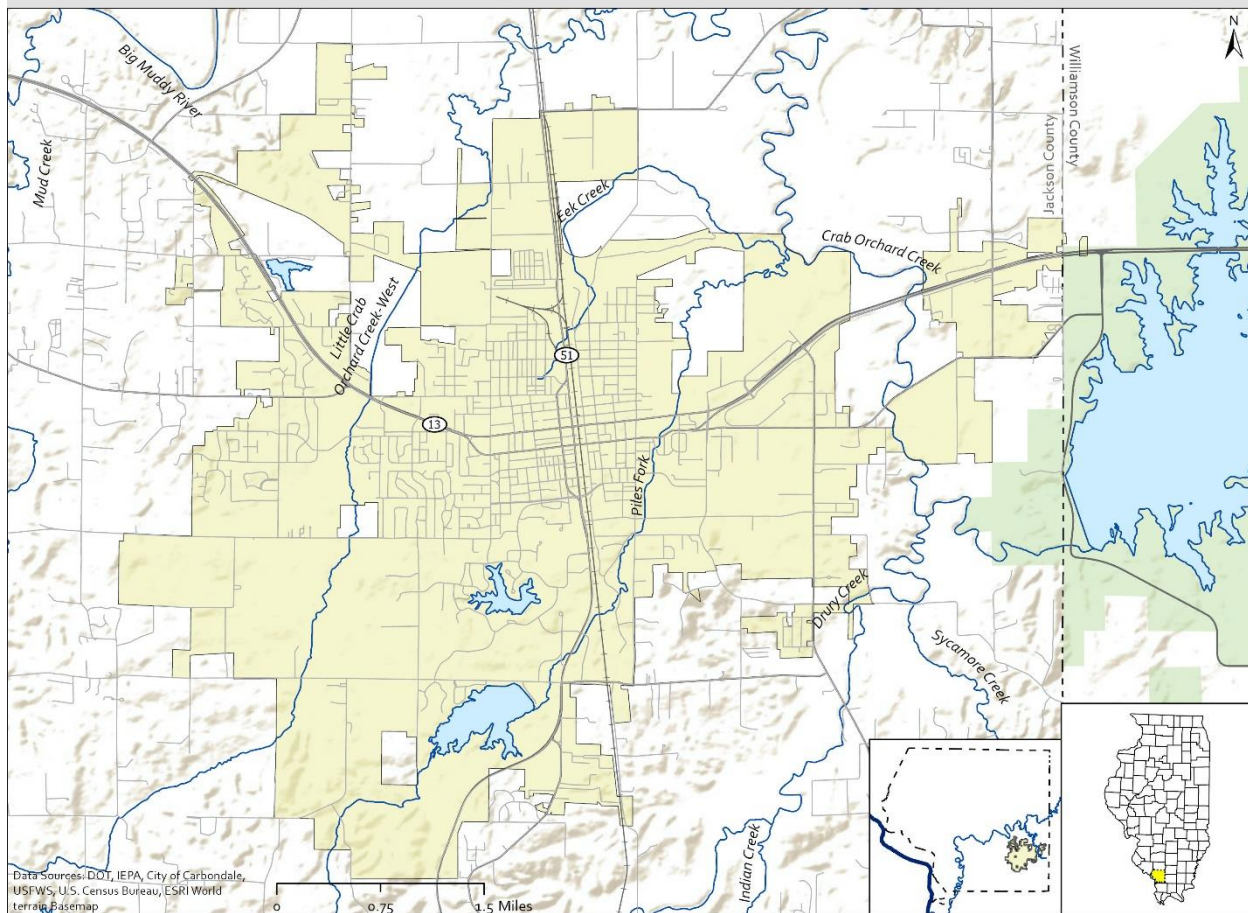 N
Big Muddy River
Mud Creek
Williamson County
Jackson County
Eek Creek
Crab Orchard Creek
Little Crab
Orchard Creek-West
51
13
Piles Fork
Drury Creek
Sycamore Creek
Indian Creek
Data Sources: DOT, IEPA, City of Carbondale,
USFWS, U.S. Census Bureau, ESRI World
terrain Basemap
0 0.75 1.5 Miles